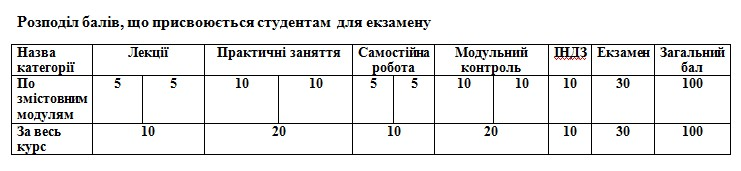 Розподіл балів, що присвоюється студентам для екзамену
Назва категорії Лекції Практичні заняття Самостійна робота Модульний контроль ІНДЗ Екзамен Загальний бал
По змістовним модулям 5 5 10 10 5 5 10 10 10 30 100
За весь курс 10 20 10 20 10 30 100